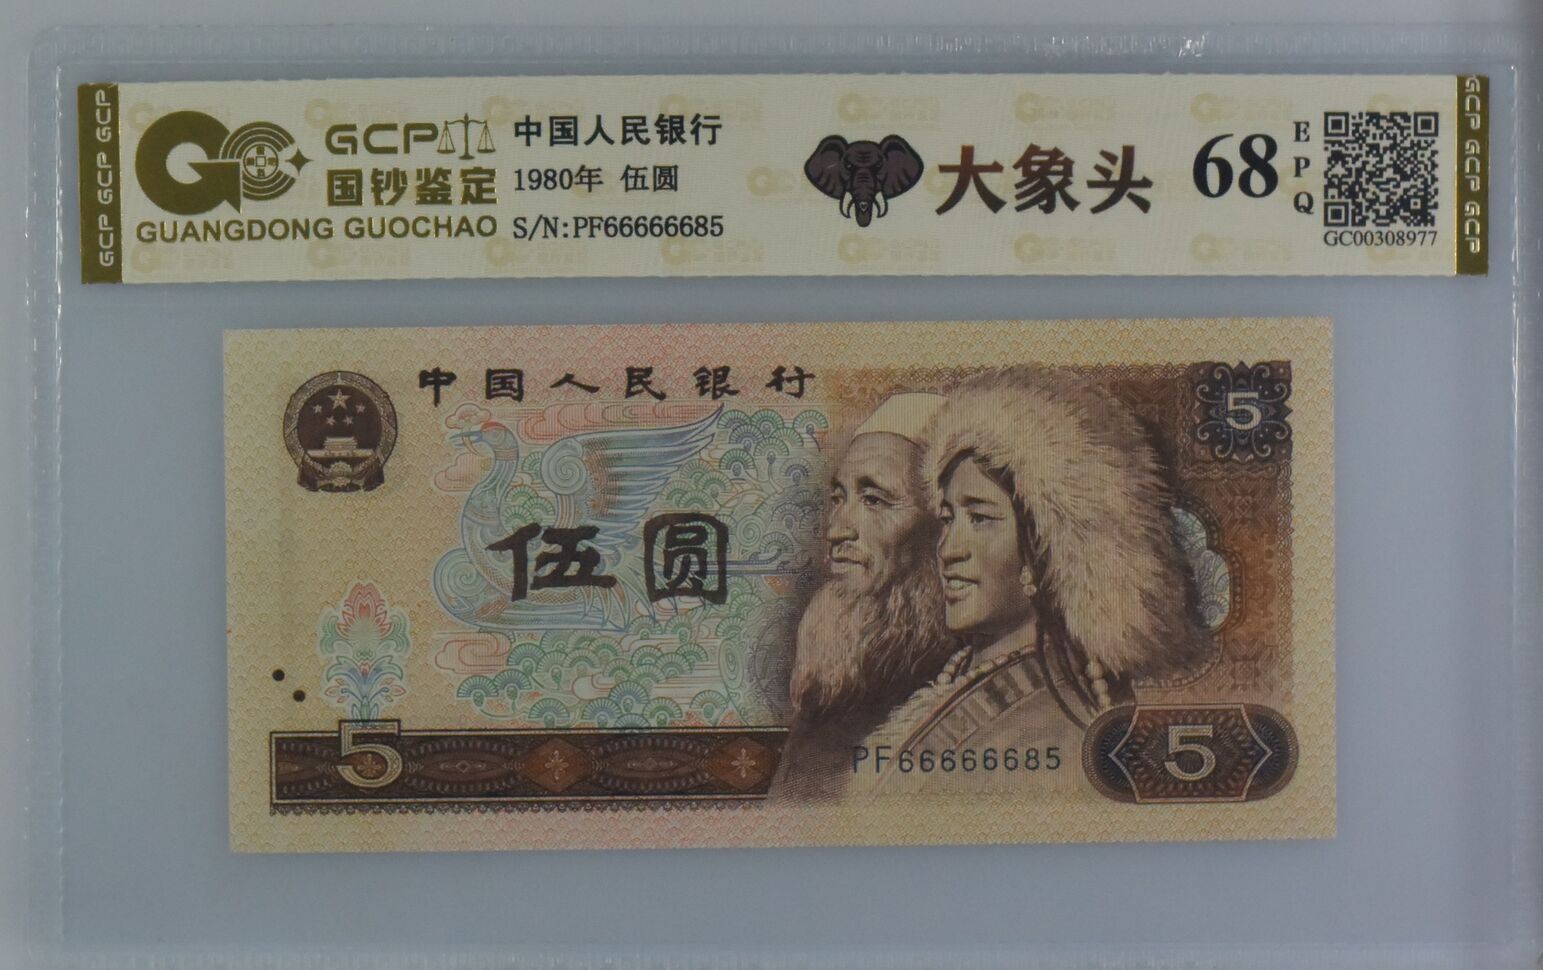 GCP GCP GCP
GC
GCP
国钞鉴定
GUANGDONG GUOCHAO
中国人民银行
1980年 伍圆
S/N:PF66666685
大象头
68
EPQ
GC00308977
GCP GCP GCP
中国人民银行
5
伍圆
5
PF66666685
5